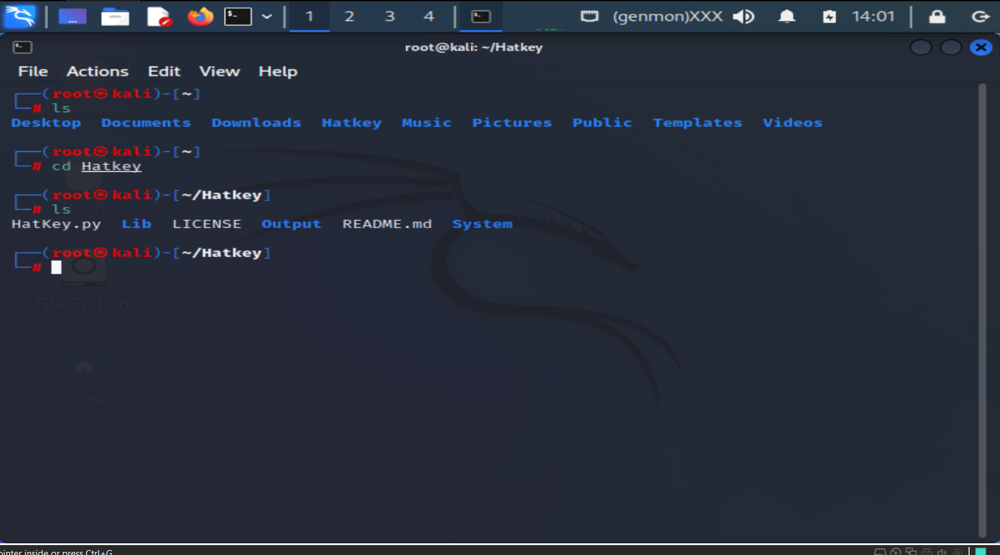 1 2 3 4 (genmon)XXX 14:01
root@kali: ~/Hatkey
File Actions Edit View Help
┌──(root㉿kali)-[~]
└─# ls
Desktop Documents Downloads Hatkey Music Pictures Public Templates Videos
┌──(root㉿kali)-[~]
└─# cd Hatkey
┌──(root㉿kali)-[~/Hatkey]
└─# ls
HatKey.py Lib LICENSE Output README.md System
┌──(root㉿kali)-[~/Hatkey]
└─#
Trash
File System
Home
ointer inside or press Ctrl+G